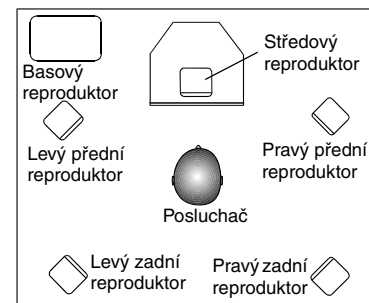 Středový
reproduktor
Basový
reproduktor
Levý přední
reproduktor
Pravý přední
reproduktor
Posluchač
Levý zadní
reproduktor
Pravý zadní
reproduktor